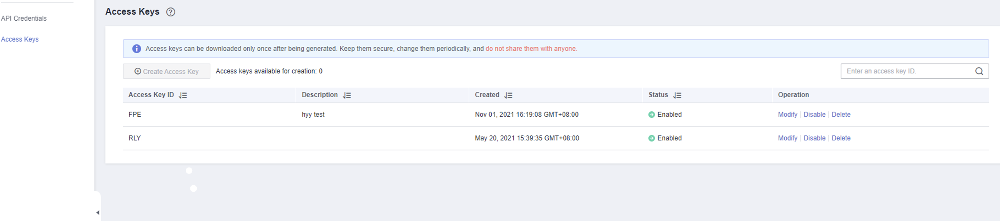 API Credentials
Access Keys
Access Keys ?
Access keys can be downloaded only once after being generated. Keep them secure, change them periodically, and do not share them with anyone.
Create Access Key Access keys available for creation: 0 Enter an access key ID.
Access Key ID Description Created Status Operation
FPE hyy test Nov 01, 2021 16:19:08 GMT+08:00 Enabled Modify | Disable | Delete
RLY May 20, 2021 15:39:35 GMT+08:00 Enabled Modify | Disable | Delete